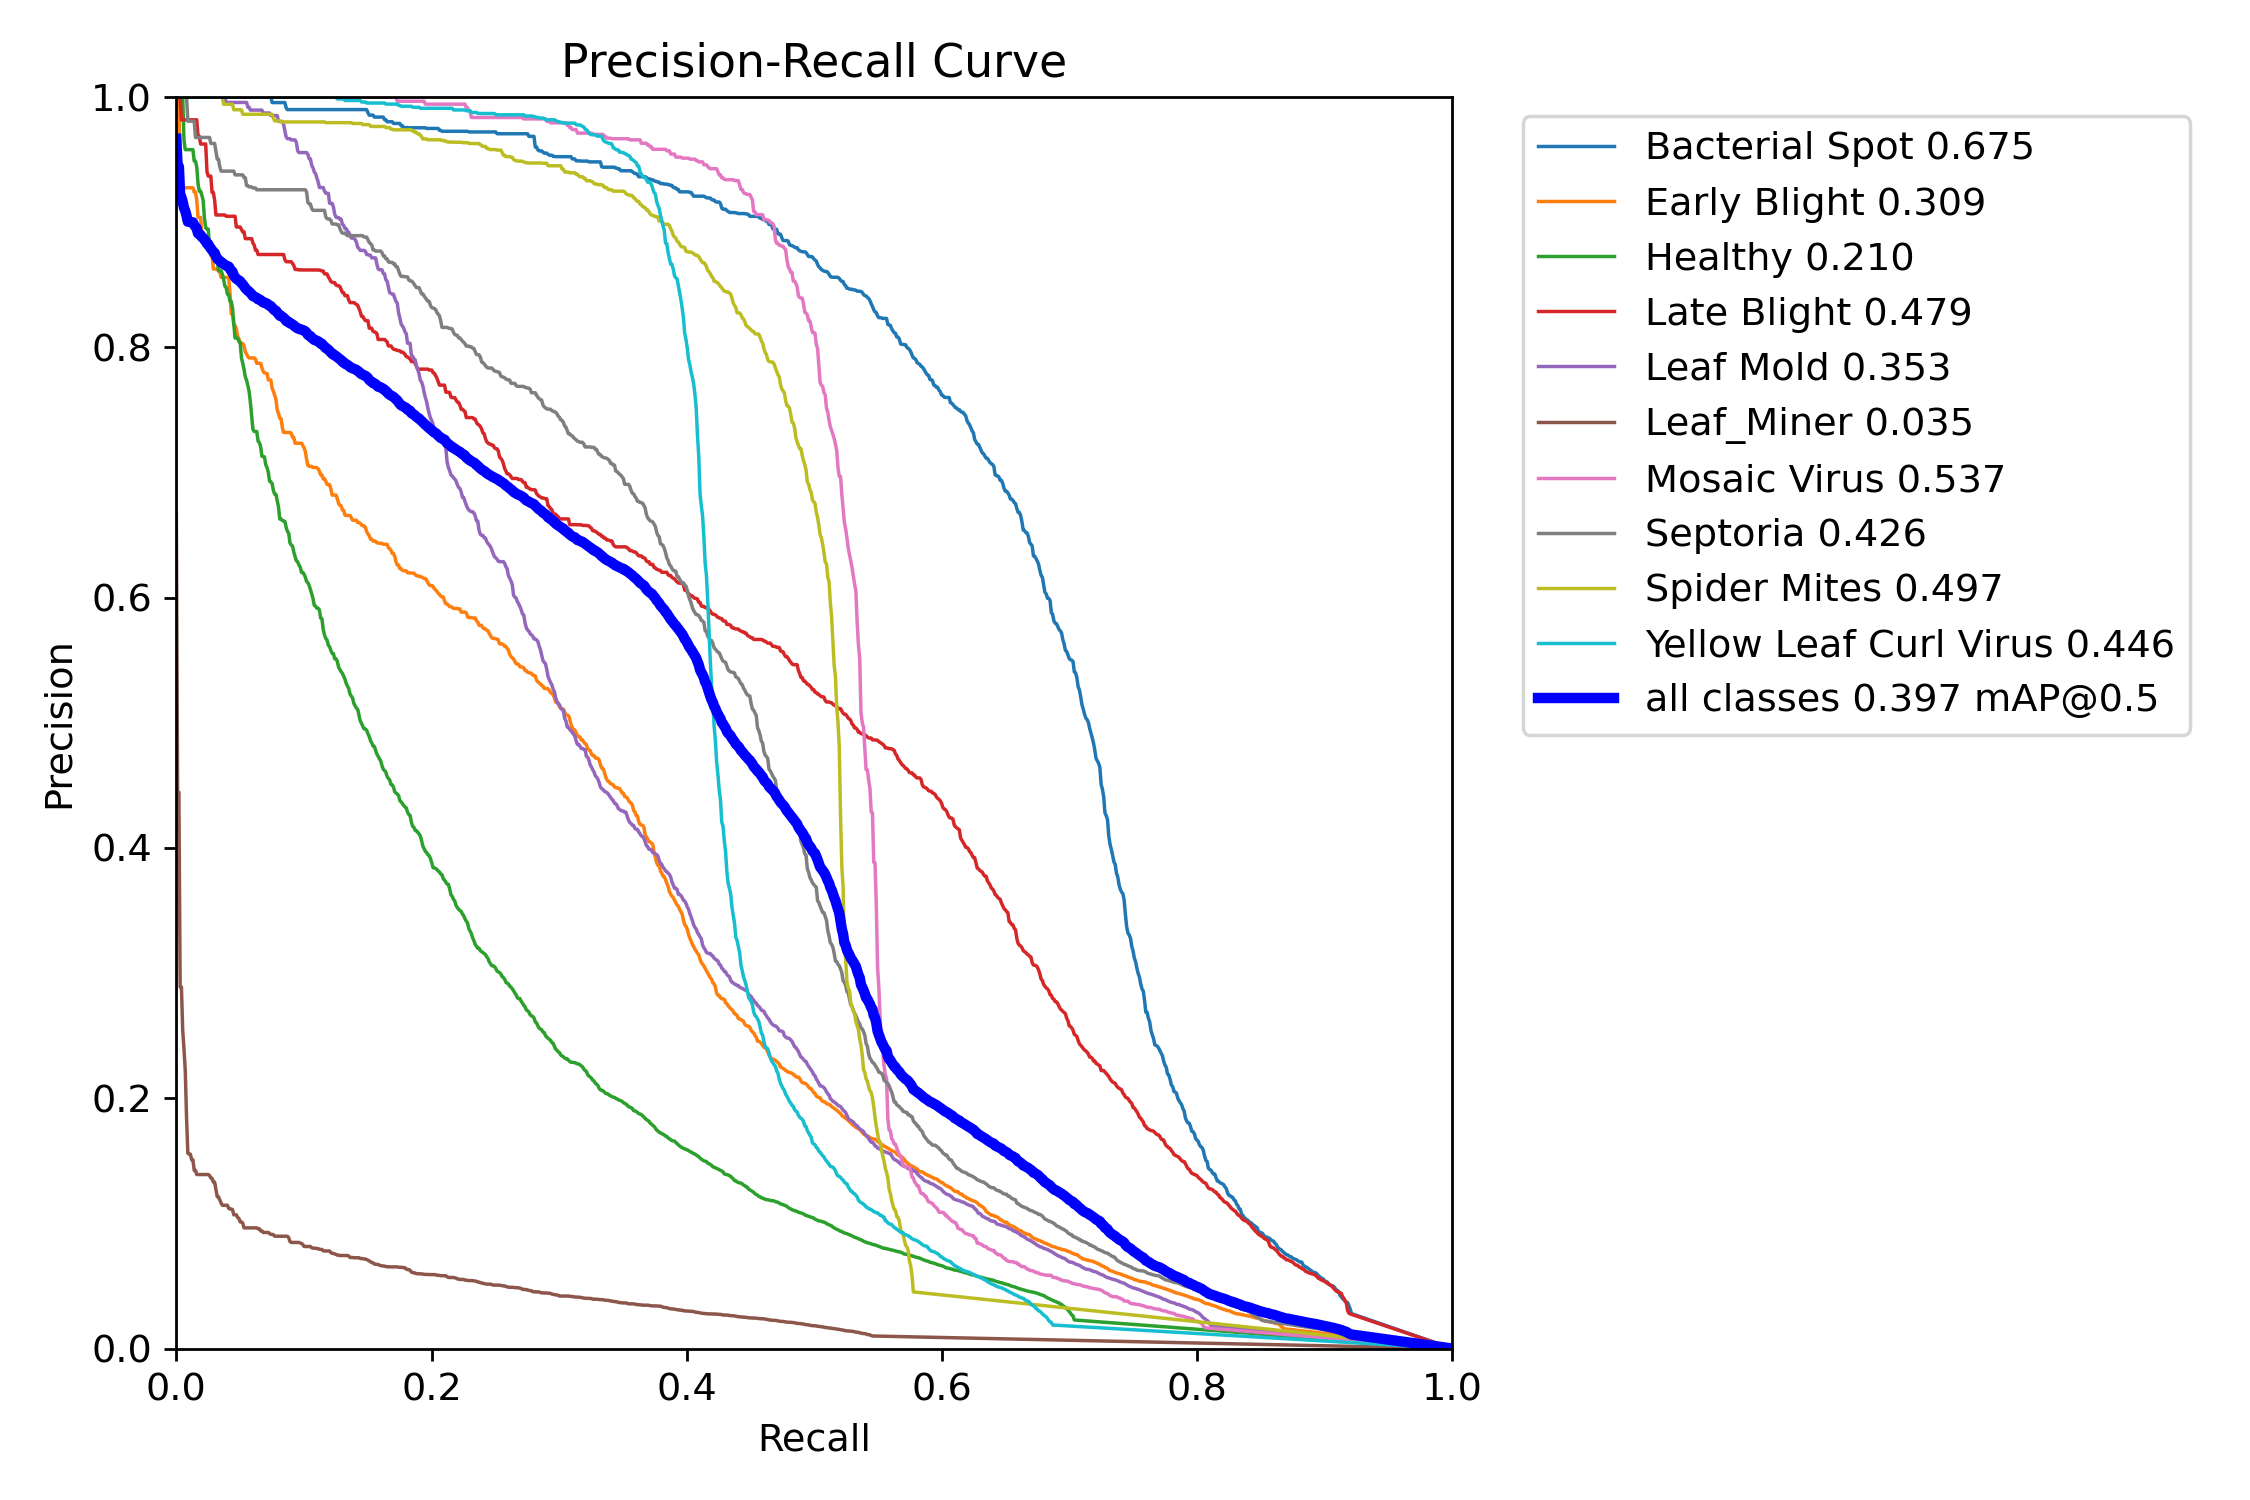 Precision-Recall Curve
1.0
0.8
0.6
0.4
0.2
0.0
Precision
0.0 0.2 0.4 0.6 0.8 1.0
Recall
Bacterial Spot 0.675
Early Blight 0.309
Healthy 0.210
Late Blight 0.479
Leaf Mold 0.353
Leaf_Miner 0.035
Mosaic Virus 0.537
Septoria 0.426
Spider Mites 0.497
Yellow Leaf Curl Virus 0.446
all classes 0.397 mAP@0.5